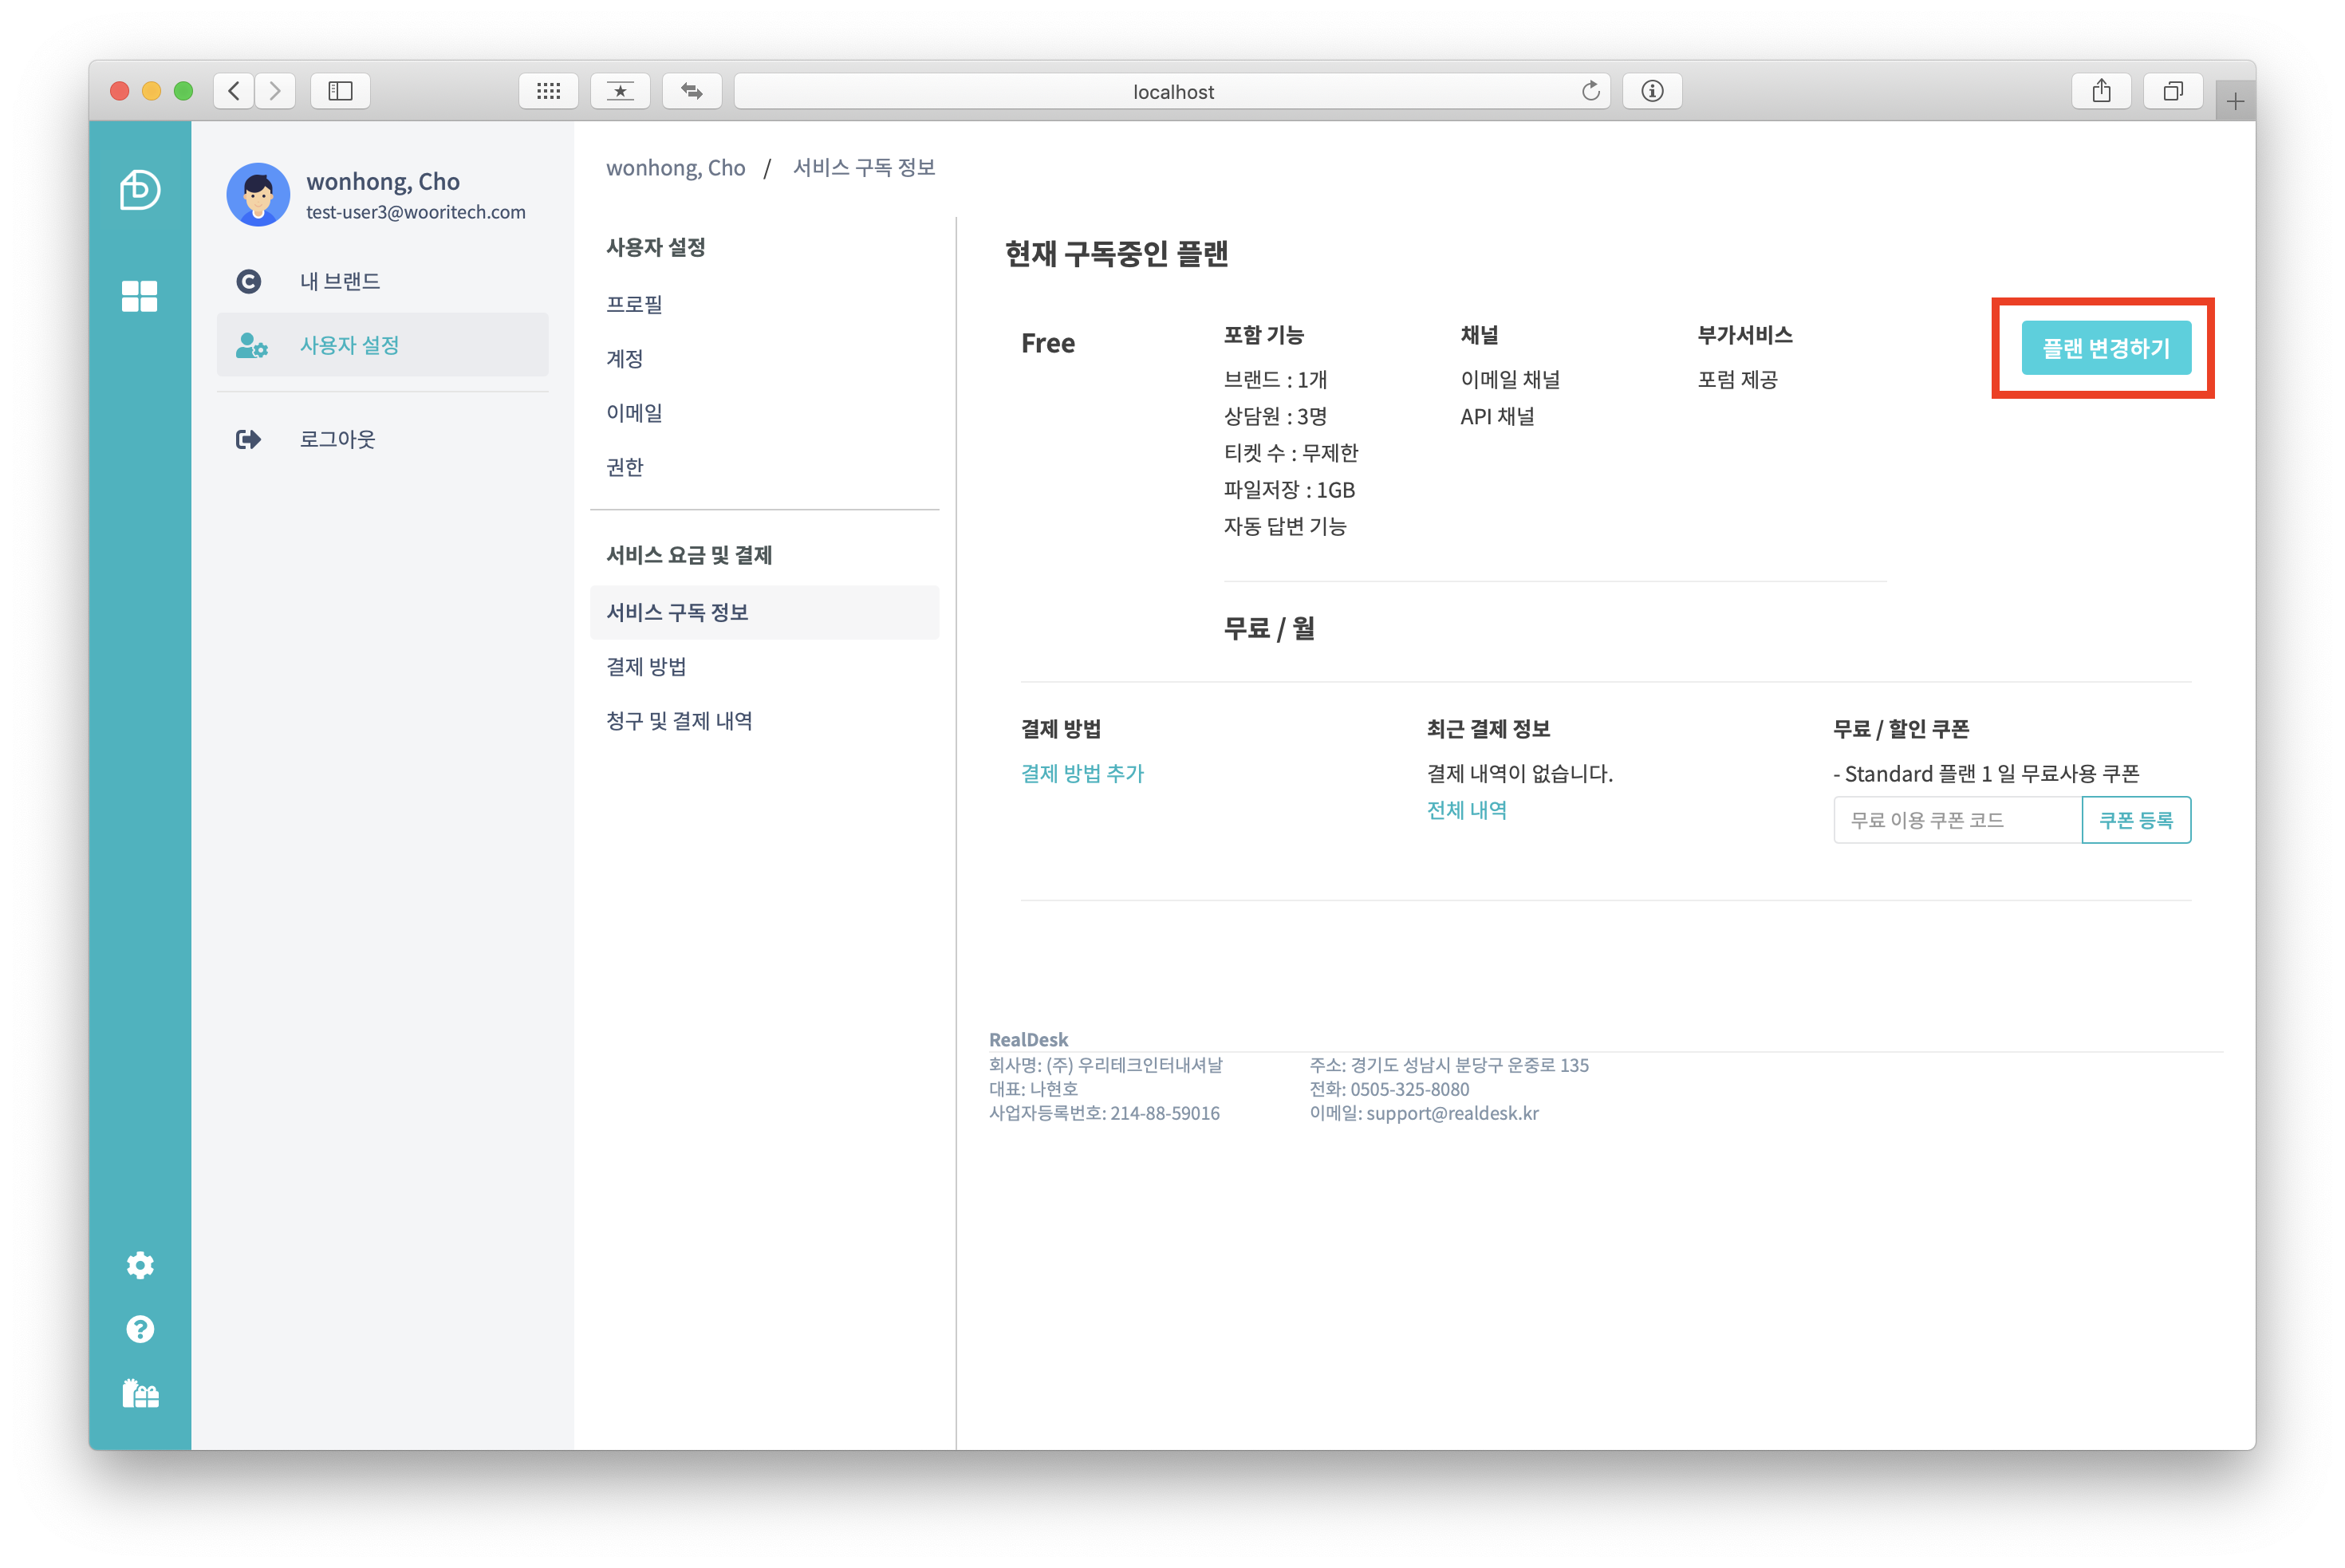 localhost
wonhong, Cho
test-user3@wooritech.com
내 브랜드
사용자 설정
로그아웃
wonhong, Cho / 서비스 구독 정보
사용자 설정
프로필
계정
이메일
권한
서비스 요금 및 결제
서비스 구독 정보
결제 방법
청구 및 결제 내역
현재 구독중인 플랜
Free
포함 기능
브랜드 : 1개
상담원 : 3명
티켓 수 : 무제한
파일저장 : 1GB
자동 답변 기능
채널
이메일 채널
API 채널
부가서비스
포럼 제공
플랜 변경하기
무료 / 월
결제 방법
결제 방법 추가
최근 결제 정보
결제 내역이 없습니다.
전체 내역
무료 / 할인 쿠폰
- Standard 플랜 1 일 무료사용 쿠폰
무료 이용 쿠폰 코드
쿠폰 등록
RealDesk
회사명: (주) 우리테크인터내셔날
대표: 나현호
사업자등록번호: 214-88-59016
주소: 경기도 성남시 분당구 운중로 135
전화: 0505-325-8080
이메일: support@realdesk.kr